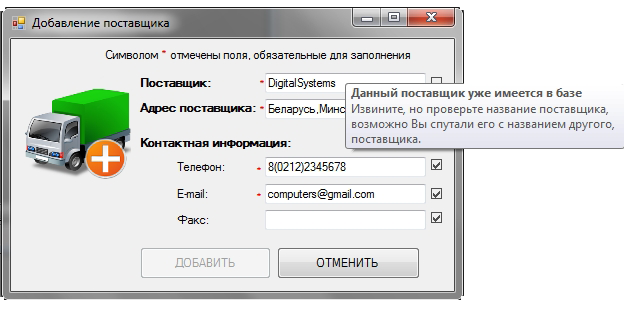 Добавление поставщика
Символом * отмечены поля, обязательные для заполнения
Поставщик: * DigitalSystems
Данный поставщик уже имеется в базе
Извините, но проверьте название поставщика,
возможно Вы спутали его с названием другого,
поставщика.
Адрес поставщика: * Беларусь,Минс
Контактная информация:
Телефон: * 8(0212)2345678
E-mail: * computers@gmail.com
Факс:
ДОБАВИТЬ ОТМЕНИТЬ